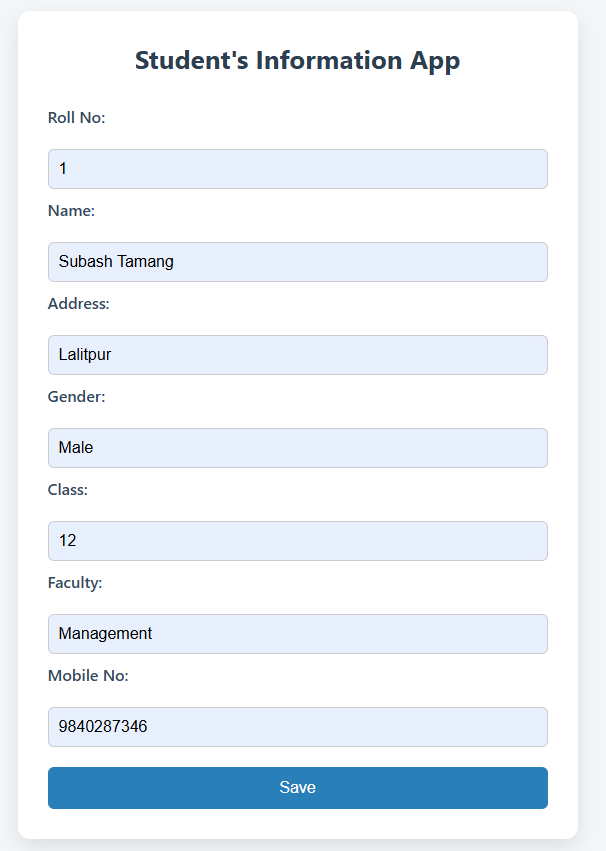 Student's Information App
Roll No:
1
Name:
Subash Tamang
Address:
Lalitpur
Gender:
Male
Class:
12
Faculty:
Management
Mobile No:
9840287346
Save